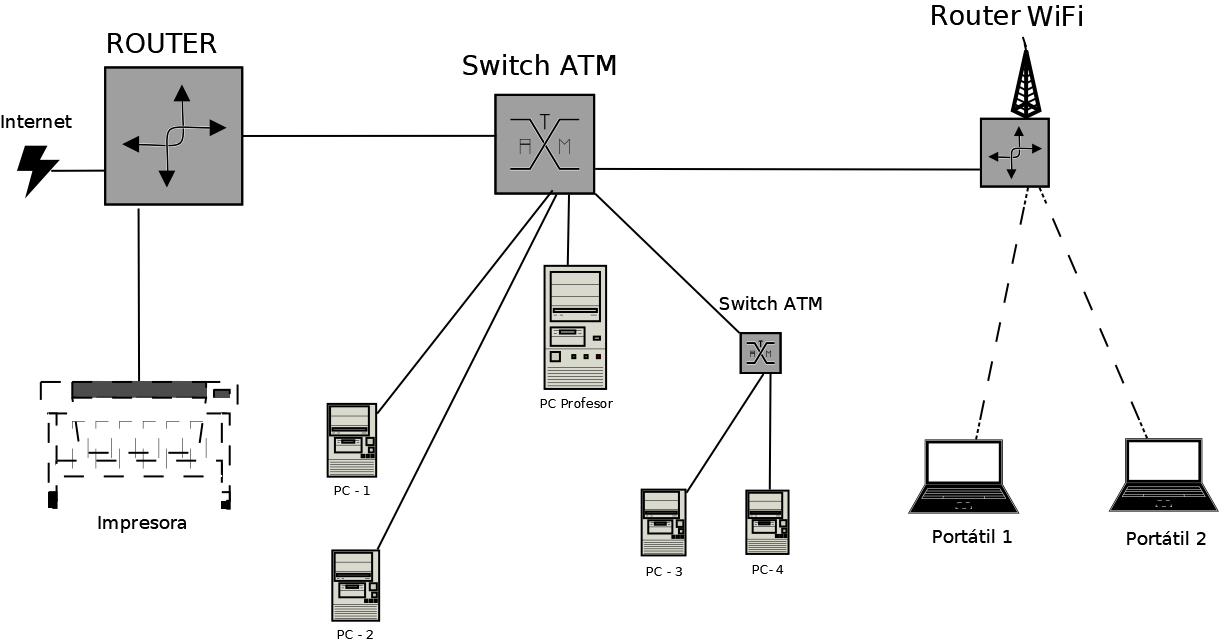 Router WiFi
ROUTER
Switch ATM
Internet
A T M
Switch ATM
A T M
PC Profesor
PC - 1
Impresora
Portátil 1
Portátil 2
PC - 3
PC- 4
PC - 2